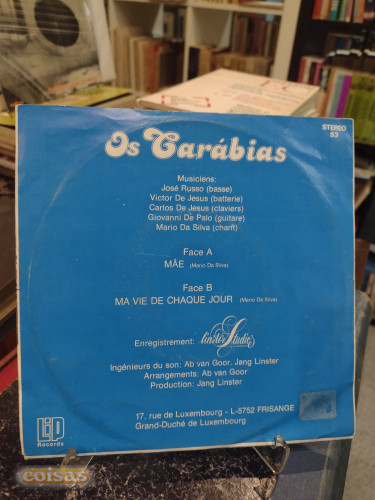 STEREO
53
Os Carábias
Musiciens:
José Russo (basse)
Victor De Jesus (batterie)
Carlos De Jesus (claviers)
Giovanni De Palo (guitare)
Mario Da Silva (chant)
Face A
MÃE (Mario Da Silva)
Face B
MA VIE DE CHAQUE JOUR (Mario Da Silva)
Enregistrement: Linster Studios
Ingénieurs du son: Ab van Goor, Jang Linster
Arrangements: Ab van Goor
Production: Jang Linster
17, rue de Luxembourg - L-5752 FRISANGE
Grand-Duché de Luxembourg
LIP
Records
coisas